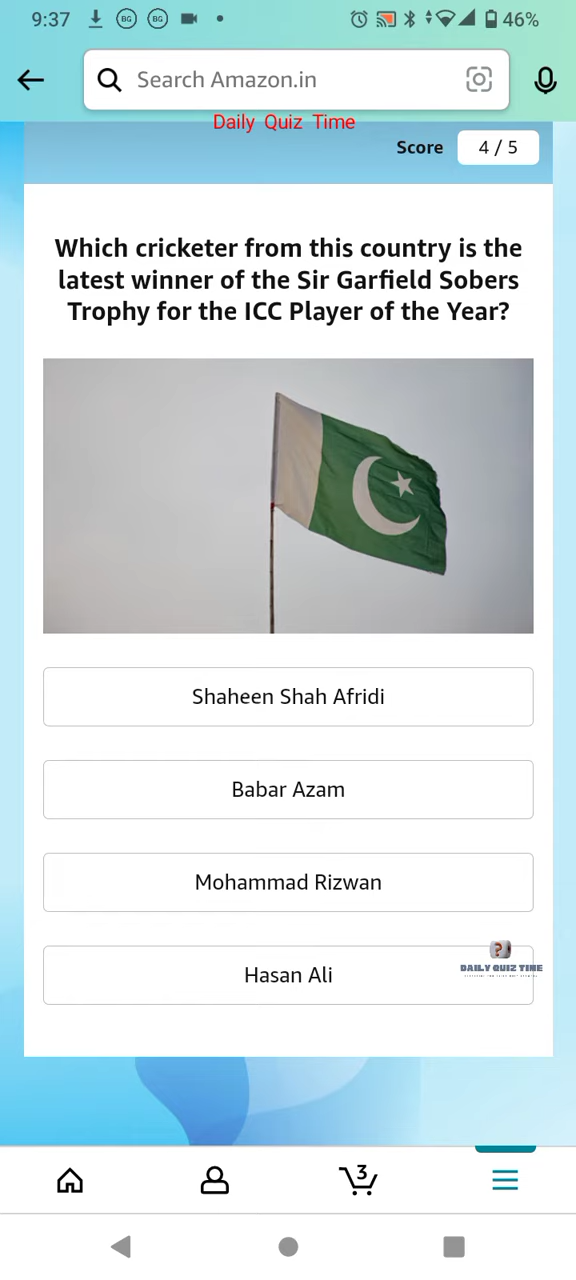 9:37
BG BG
46%
Search Amazon.in
Daily Quiz Time
Score 4 / 5
Which cricketer from this country is the
latest winner of the Sir Garfield Sobers
Trophy for the ICC Player of the Year?
Shaheen Shah Afridi
Babar Azam
Mohammad Rizwan
Hasan Ali
?
DAILY QUIZ TIME
3